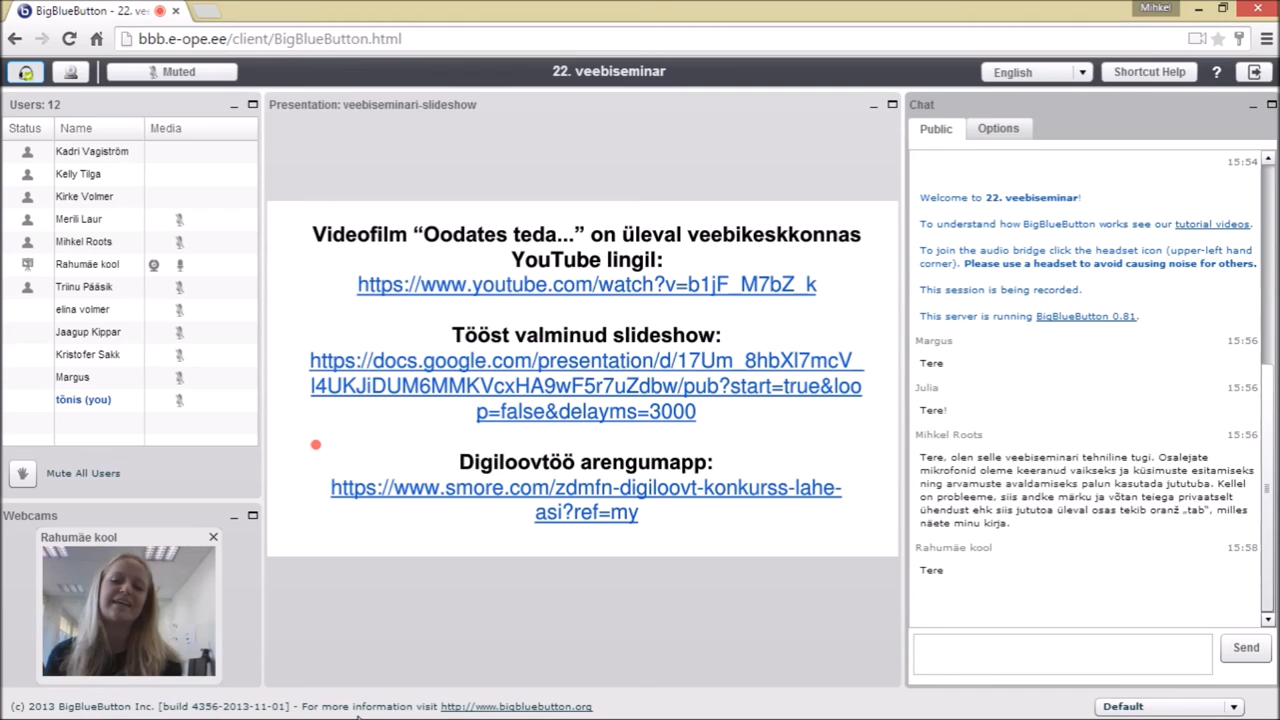 BigBlueButton - 22. ve
Mihkel
bbb.e-ope.ee/client/BigBlueButton.html
Muted
22. veebiseminar
English
Shortcut Help
?
Users: 12
Status Name Media
Kadri Vagiström
Kelly Tilga
Kirke Volmer
Merili Laur
Mihkel Roots
Rahumäe kool
Triinu Pääsik
elina volmer
Jaagup Kippar
Kristofer Sakk
Margus
tõnis (you)
Mute All Users
Webcams
Rahumäe kool
Presentation: veebiseminari-slideshow
Videofilm “Oodates teda...” on üleval veebikeskkonnas
YouTube lingil:
https://www.youtube.com/watch?v=b1jF_M7bZ_k
Tööst valminud slideshow:
https://docs.google.com/presentation/d/17Um_8hbXl7mcV_
l4UKJiDUM6MMKVcxHA9wF5r7uZdbw/pub?start=true&loo
p=false&delayms=3000
Digiloovtöö arengumapp:
https://www.smore.com/zdmfn-digiloovt-konkurss-lahe-
asi?ref=my
Chat
Public Options
15:54
Welcome to 22. veebiseminar!
To understand how BigBlueButton works see our tutorial videos.
To join the audio bridge click the headset icon (upper-left hand
corner). Please use a headset to avoid causing noise for others.
This session is being recorded.
This server is running BigBlueButton 0.81.
Margus 15:56
Tere
Julia 15:56
Tere!
Mihkel Roots 15:56
Tere, olen selle veebiseminari tehniline tugi. Osalejate
mikrofonid oleme keeranud vaikseks ja küsimuste esitamiseks
ning arvamuste avaldamiseks palun kasutada jututuba. Kellel
on probleeme, siis andke märku ja võtan teiega privaatselt
ühendust ehk siis jututoa üleval osas tekib oranž „tab“, milles
näete minu kirja.
Rahumäe kool 15:58
Tere
Send
(c) 2013 BigBlueButton Inc. [build 4356-2013-11-01] - For more information visit http://www.bigbluebutton.org
Default